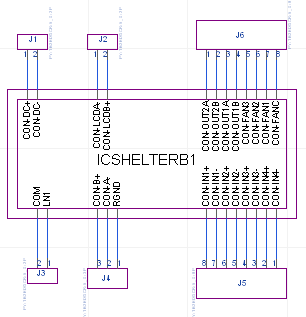 J1
J2
J6
1
2
1
2
1
2
3
4
5
6
7
8
CON-DC+
CON-DC-
CON-LCDA-
CON-LCDB+
CON-OUT2A
CON-OUT2B
CON-OUT1A
CON-OUT1B
CON-FAN3
CON-FAN2
CON-FAN1
CON-FANC
ICSHELTERB1
COM
LN1
CON-B+
CON-A-
RGND
CON-IN1+
CON-IN1-
CON-IN2+
CON-IN2-
CON-IN3+
CON-IN3-
CON-IN4+
CON-IN4-
2
1
3
2
1
8
7
6
5
4
3
2
1
J3
J4
J5